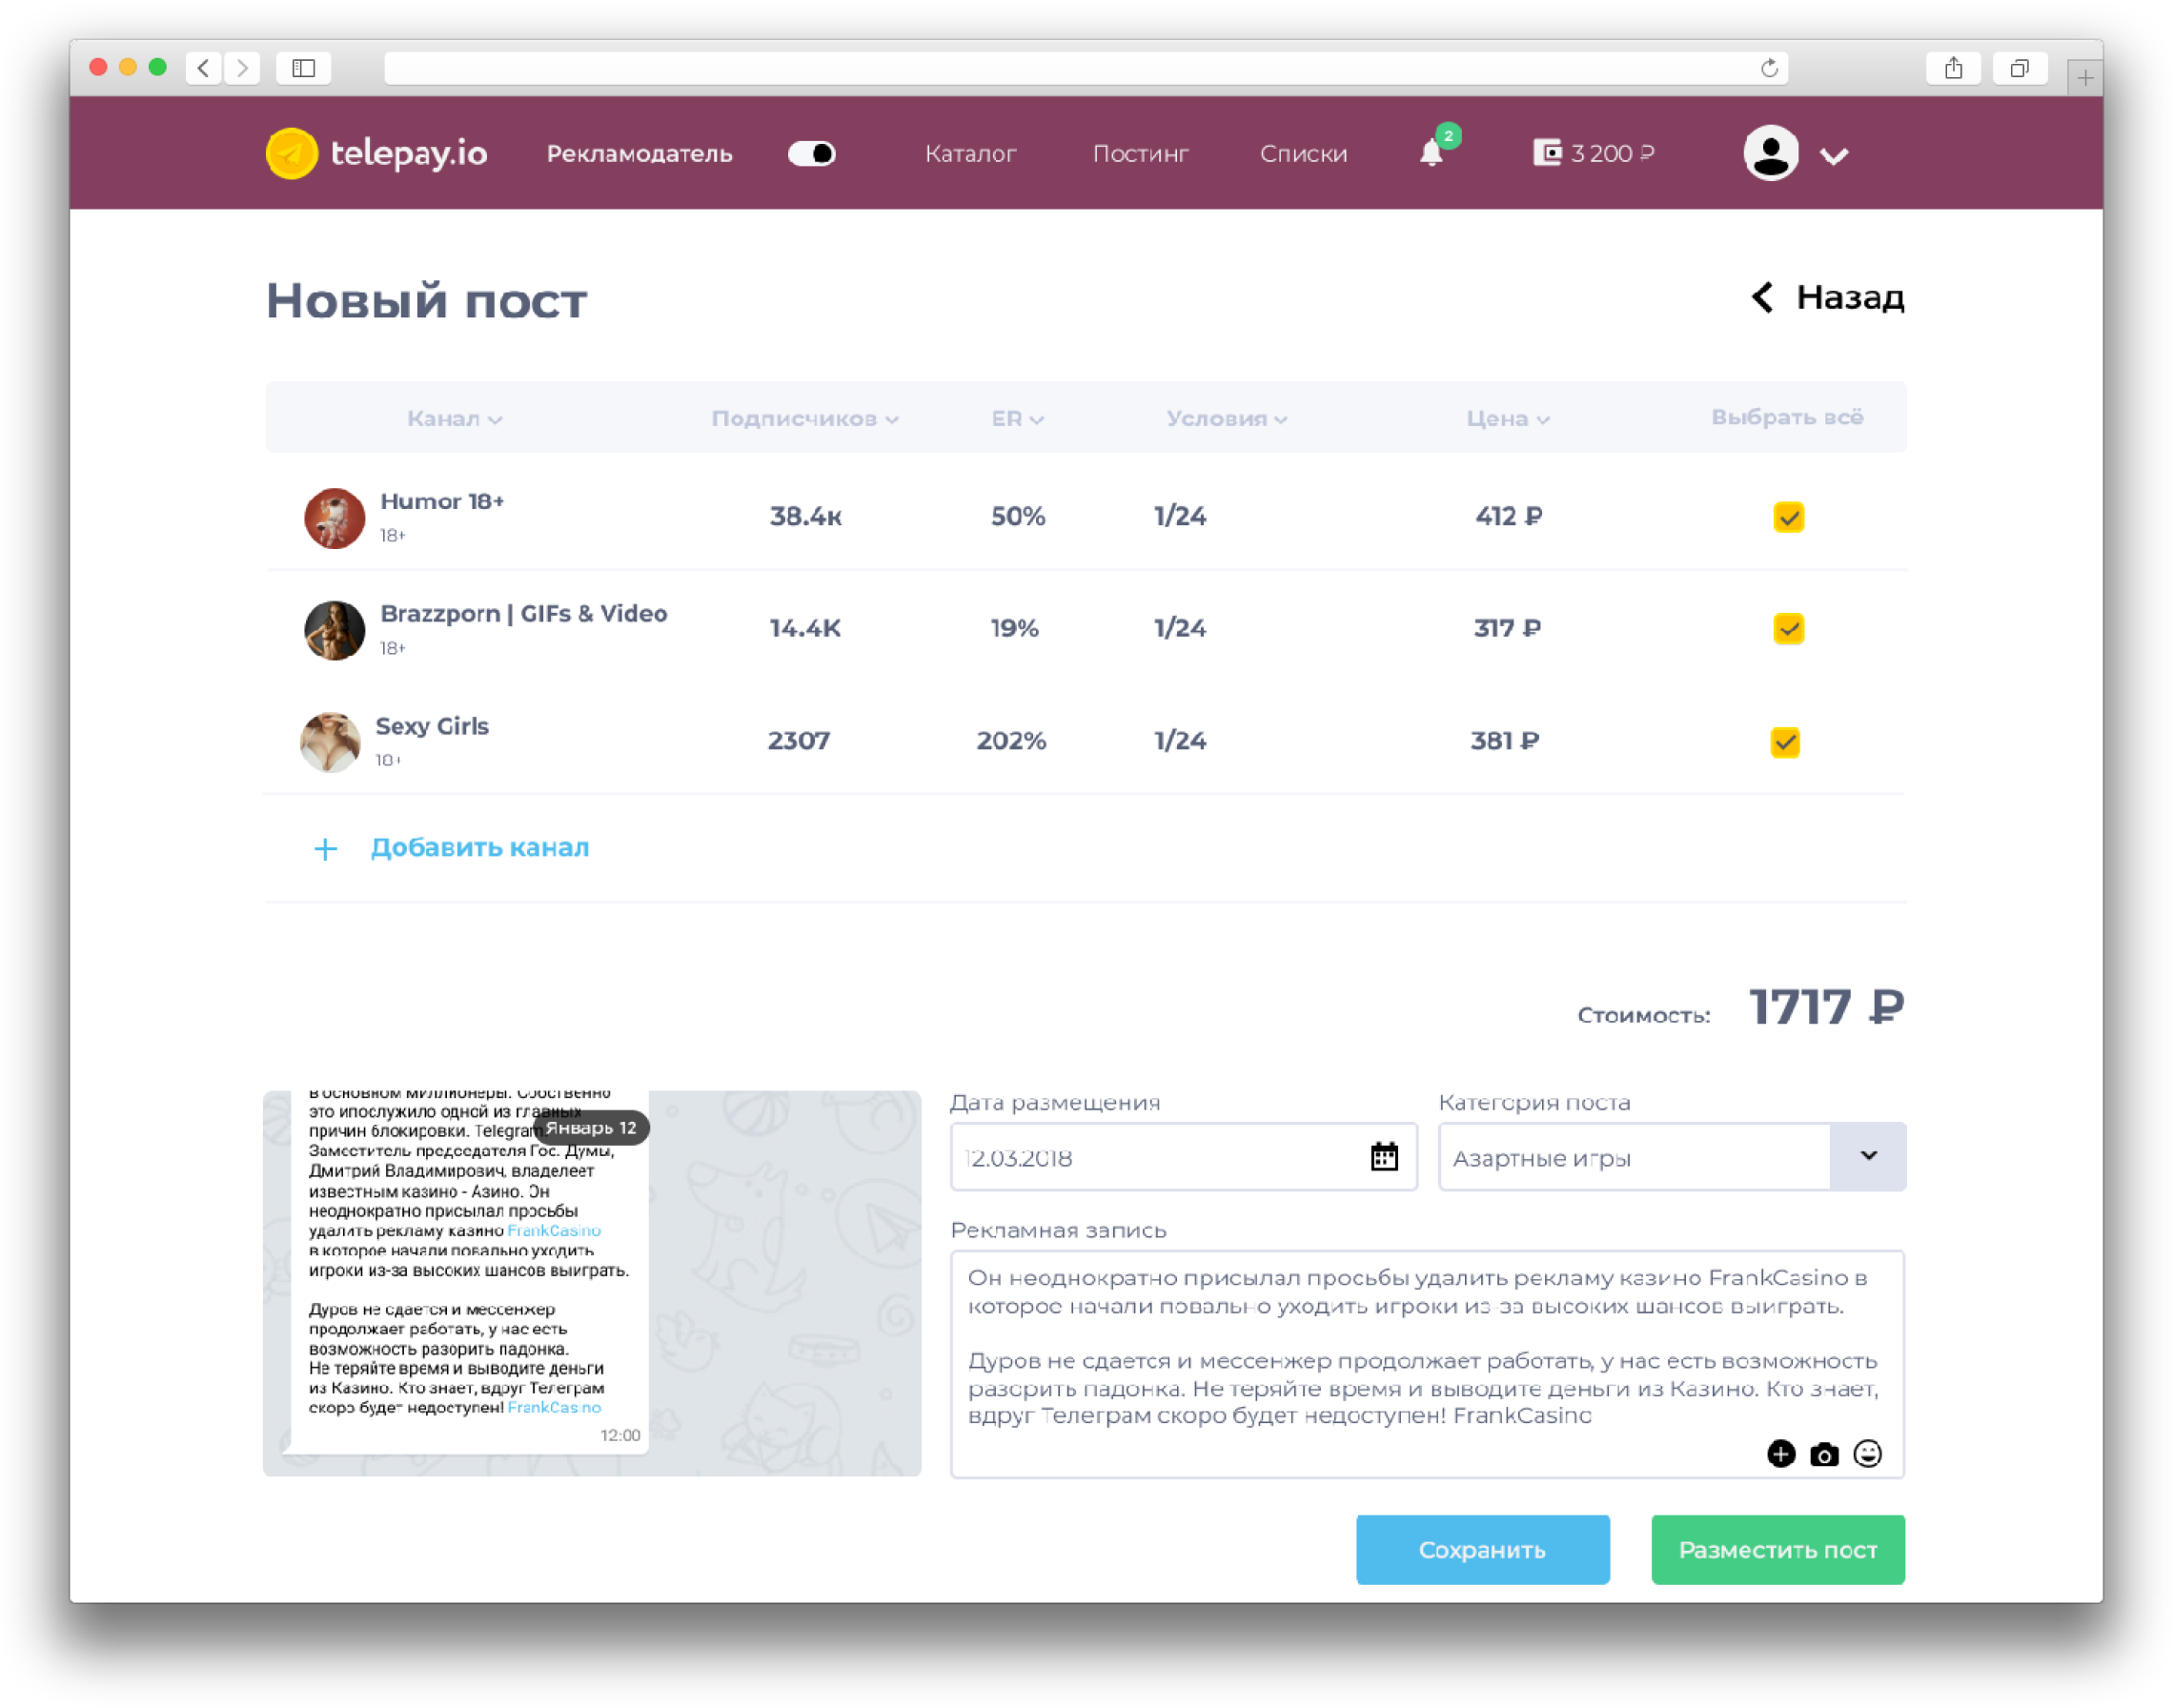 telepay.io Рекламодатель Каталог Постинг Списки 2 3 200 ₽
Новый пост
Назад
Канал Подписчиков ER Условия Цена Выбрать всё
Humor 18+
18+
38.4к 50% 1/24 412 ₽
Brazzporn | GIFs & Video
18+
14.4K 19% 1/24 317 ₽
Sexy Girls
18+
2307 202% 1/24 381 ₽
+ Добавить канал
Стоимость: 1717 ₽
в основном миллионеры. Собственно
это ипослужило одной из главных
причин блокировки. Telegram.
Январь 12
Заместитель председателя Гос. Думы,
Дмитрий Владимирович, владелеет
известным казино - Азино. Он
неоднократно присылал просьбы
удалить рекламу казино FrankCasino
в которое начали повально уходить
игроки из-за высоких шансов выиграть.
Дуров не сдается и мессенжер
продолжает работать, у нас есть
возможность разорить падонка.
Не теряйте время и выводите деньги
из Казино. Кто знает, вдруг Телеграм
скоро будет недоступен! FrankCasino
12:00
Дата размещения
12.03.2018
Категория поста
Азартные игры
Рекламная запись
Он неоднократно присылал просьбы удалить рекламу казино FrankCasino в
которое начали повально уходить игроки из-за высоких шансов выиграть.
Дуров не сдается и мессенжер продолжает работать, у нас есть возможность
разорить падонка. Не теряйте время и выводите деньги из Казино. Кто знает,
вдруг Телеграм скоро будет недоступен! FrankCasino
Сохранить
Разместить пост